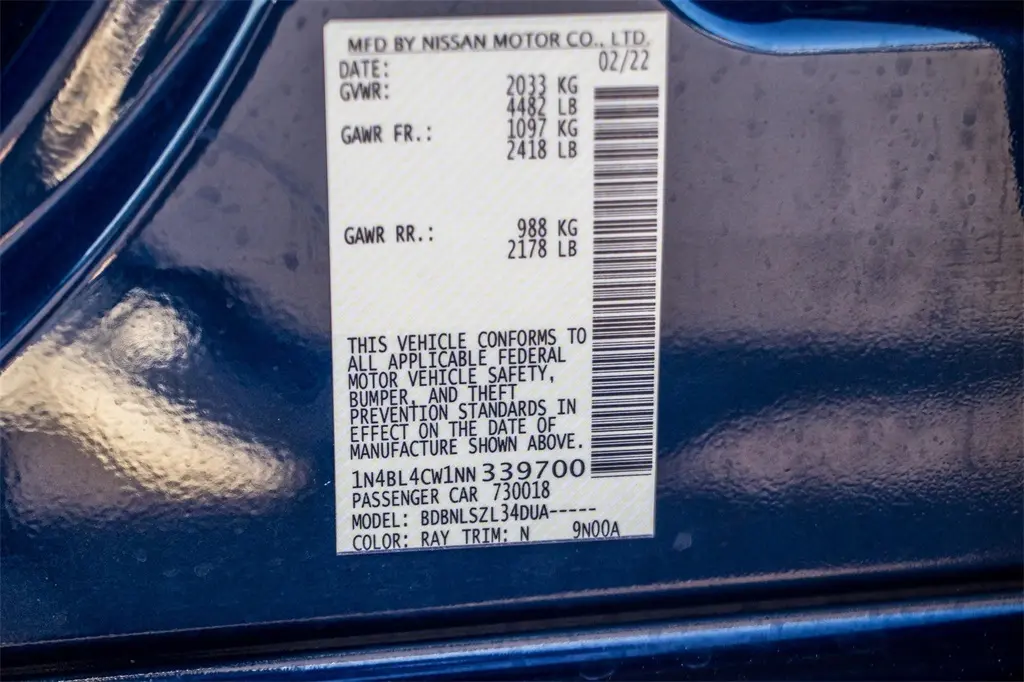 MFD BY NISSAN MOTOR CO., LTD.
DATE: 02/22
GVWR: 2033 KG
4482 LB
GAWR FR.: 1097 KG
2418 LB
GAWR RR.: 988 KG
2178 LB
THIS VEHICLE CONFORMS TO
ALL APPLICABLE FEDERAL
MOTOR VEHICLE SAFETY,
BUMPER, AND THEFT
PREVENTION STANDARDS IN
EFFECT ON THE DATE OF
MANUFACTURE SHOWN ABOVE.
1N4BL4CW1NN339700
PASSENGER CAR 730018
MODEL: BDBNLSZL34DUA-----
COLOR: RAY TRIM: N 9N00A